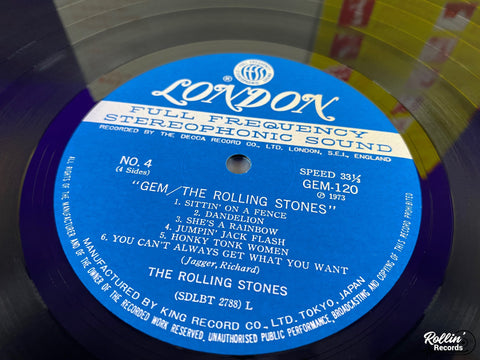 LONDON
®
FULL FREQUENCY
STEREOPHONIC SOUND
RECORDED BY THE DECCA RECORD CO., LTD. LONDON, S.E.I., ENGLAND
NO. 4
(4 Sides)
SPEED 33⅓
GEM-120
Ⓟ 1973
"GEM/THE ROLLING STONES"
1. SITTIN' ON A FENCE
2. DANDELION
3. SHE'S A RAINBOW
4. JUMPIN' JACK FLASH
5. HONKY TONK WOMEN
6. YOU CAN'T ALWAYS GET WHAT YOU WANT
(Jagger, Richard)
THE ROLLING STONES
(SDLBT 2788) L
MANUFACTURED BY KING RECORD CO., LTD. TOKYO, JAPAN
ALL RIGHTS OF THE MANUFACTURER AND OF THE OWNER OF THE RECORDED WORK RESERVED. UNAUTHORISED PUBLIC PERFORMANCE, BROADCASTING AND COPYING OF THIS RECORD PROHIBITED
Rollin'
Records